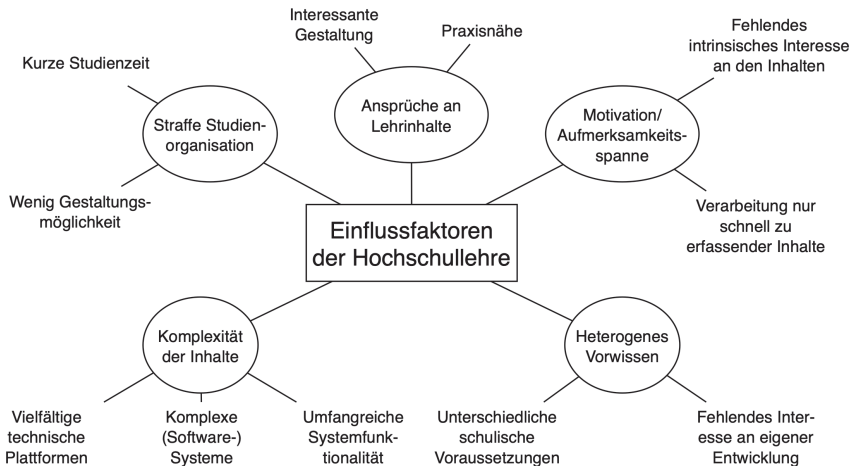 Interessante
Gestaltung
Praxisnähe
Fehlendes
intrinsisches Interesse
an den Inhalten
Kurze Studienzeit
Straffe Studien-
organisation
Ansprüche an
Lehrinhalte
Motivation/
Aufmerksamkeits-
spanne
Wenig Gestaltungs-
möglichkeit
Verarbeitung nur
schnell zu
erfassender Inhalte
Einflussfaktoren
der Hochschullehre
Komplexität
der Inhalte
Heterogenes
Vorwissen
Vielfältige
technische
Plattformen
Komplexe
(Software-)
Systeme
Umfangreiche
Systemfunk-
tionalität
Unterschiedliche
schulische
Voraussetzungen
Fehlendes Inter-
esse an eigener
Entwicklung